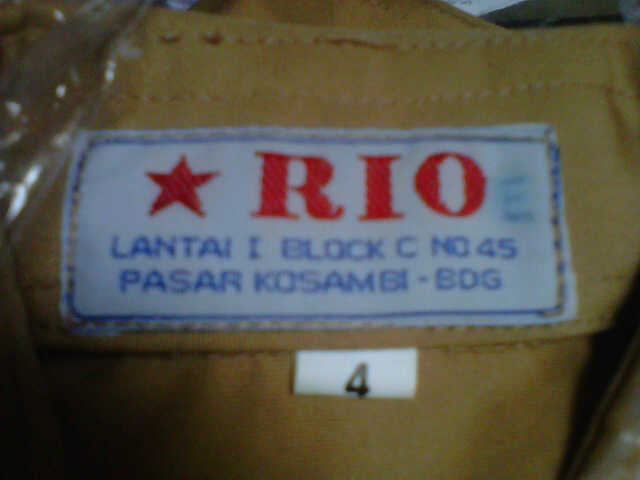 ★ RIO E
LANTAI I BLOCK C NO 45
PASAR KOSAMBI - BDG
4